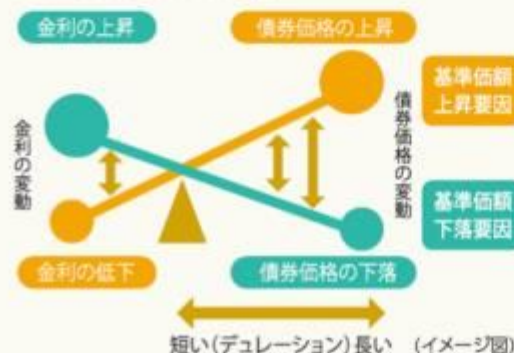 金利の上昇
債券価格の上昇
基準価額
上昇要因
金利の変動
債券価格の変動
基準価額
下落要因
金利の低下
債券価格の下落
短い(デュレーション)長い (イメージ図)